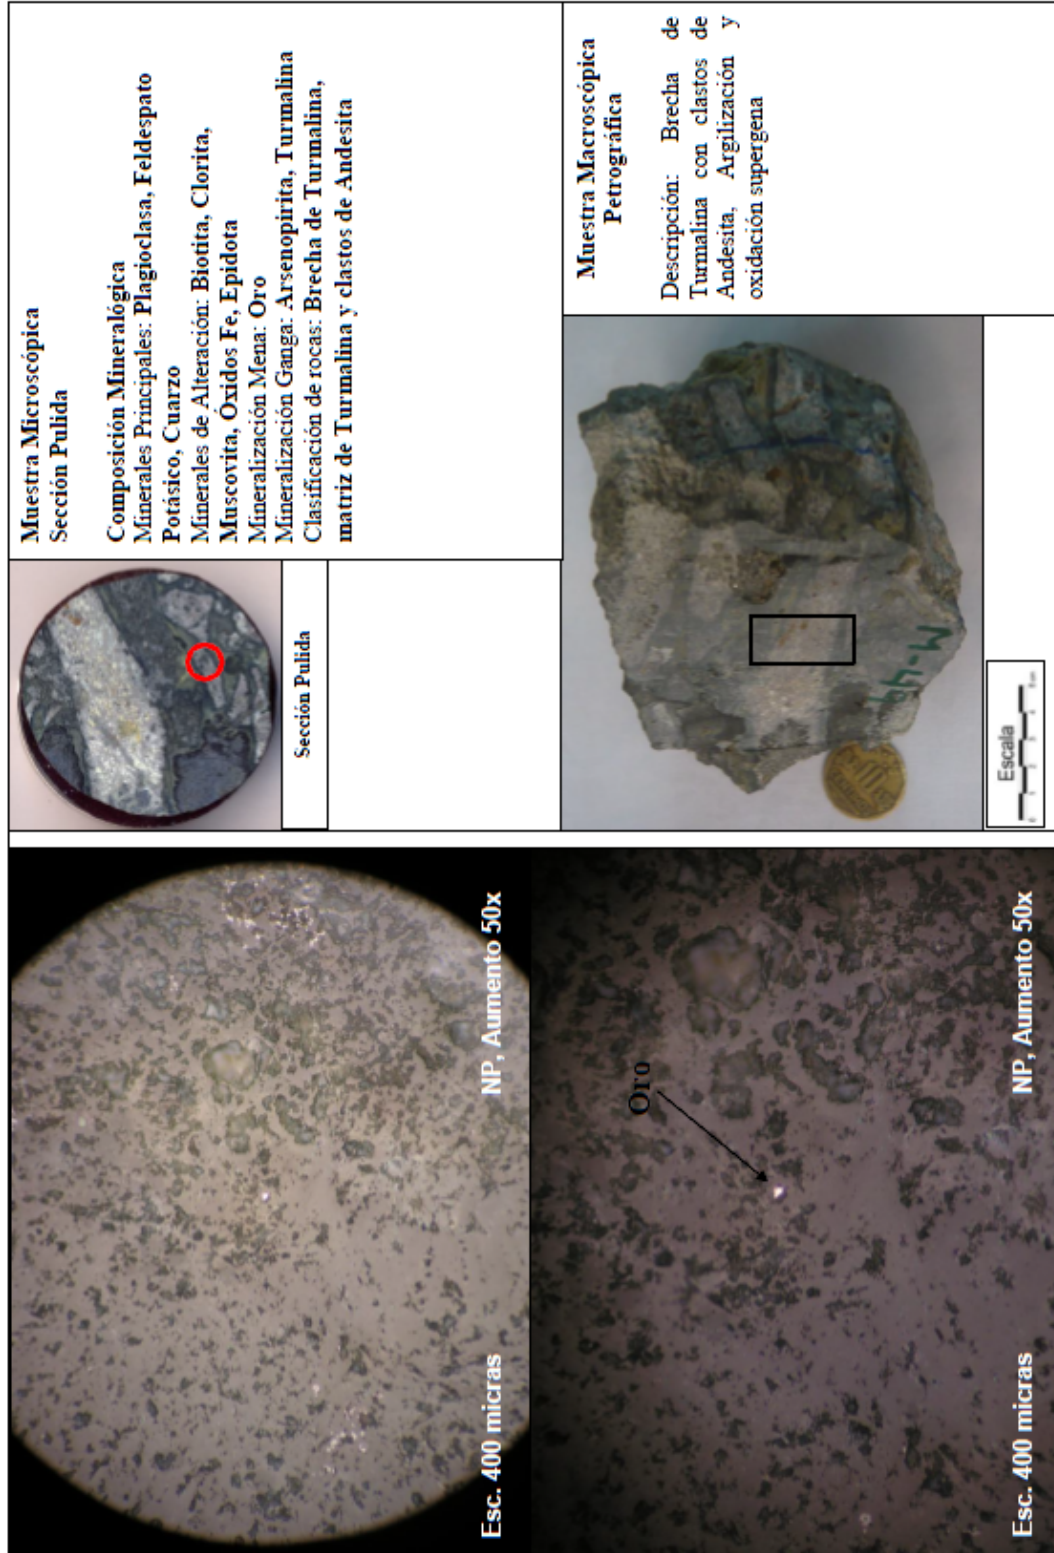 Muestra Microscópica
Sección Pulida
Composición Mineralógica
Minerales Principales: Plagioclasa, Feldespato
Potásico, Cuarzo
Minerales de Alteración: Biotita, Clorita,
Muscovita, Óxidos Fe, Epidota
Mineralización Mena: Oro
Mineralización Ganga: Arsenopirita, Turmalina
Clasificación de rocas: Brecha de Turmalina,
matriz de Turmalina y clastos de Andesita
Sección Pulida
Muestra Macroscópica
Petrográfica
Descripción: Brecha de
Turmalina con clastos de
Andesita, Argilización y
oxidación supergena
M-49
Escala
Esc. 400 micras
NP, Aumento 50x
Oro
Esc. 400 micras
NP, Aumento 50x